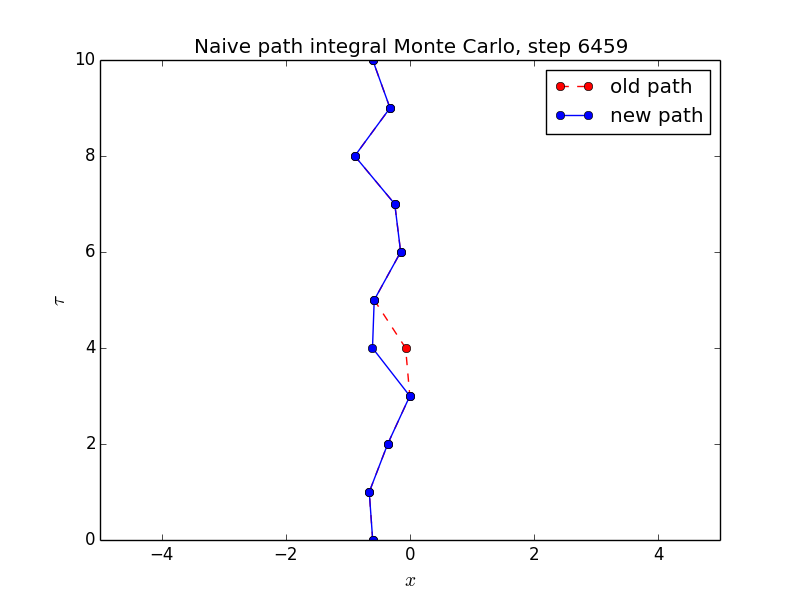 Naive path integral Monte Carlo, step 6459
old path
new path
10
8
6
4
2
0
τ
−4
−2
0
2
4
x